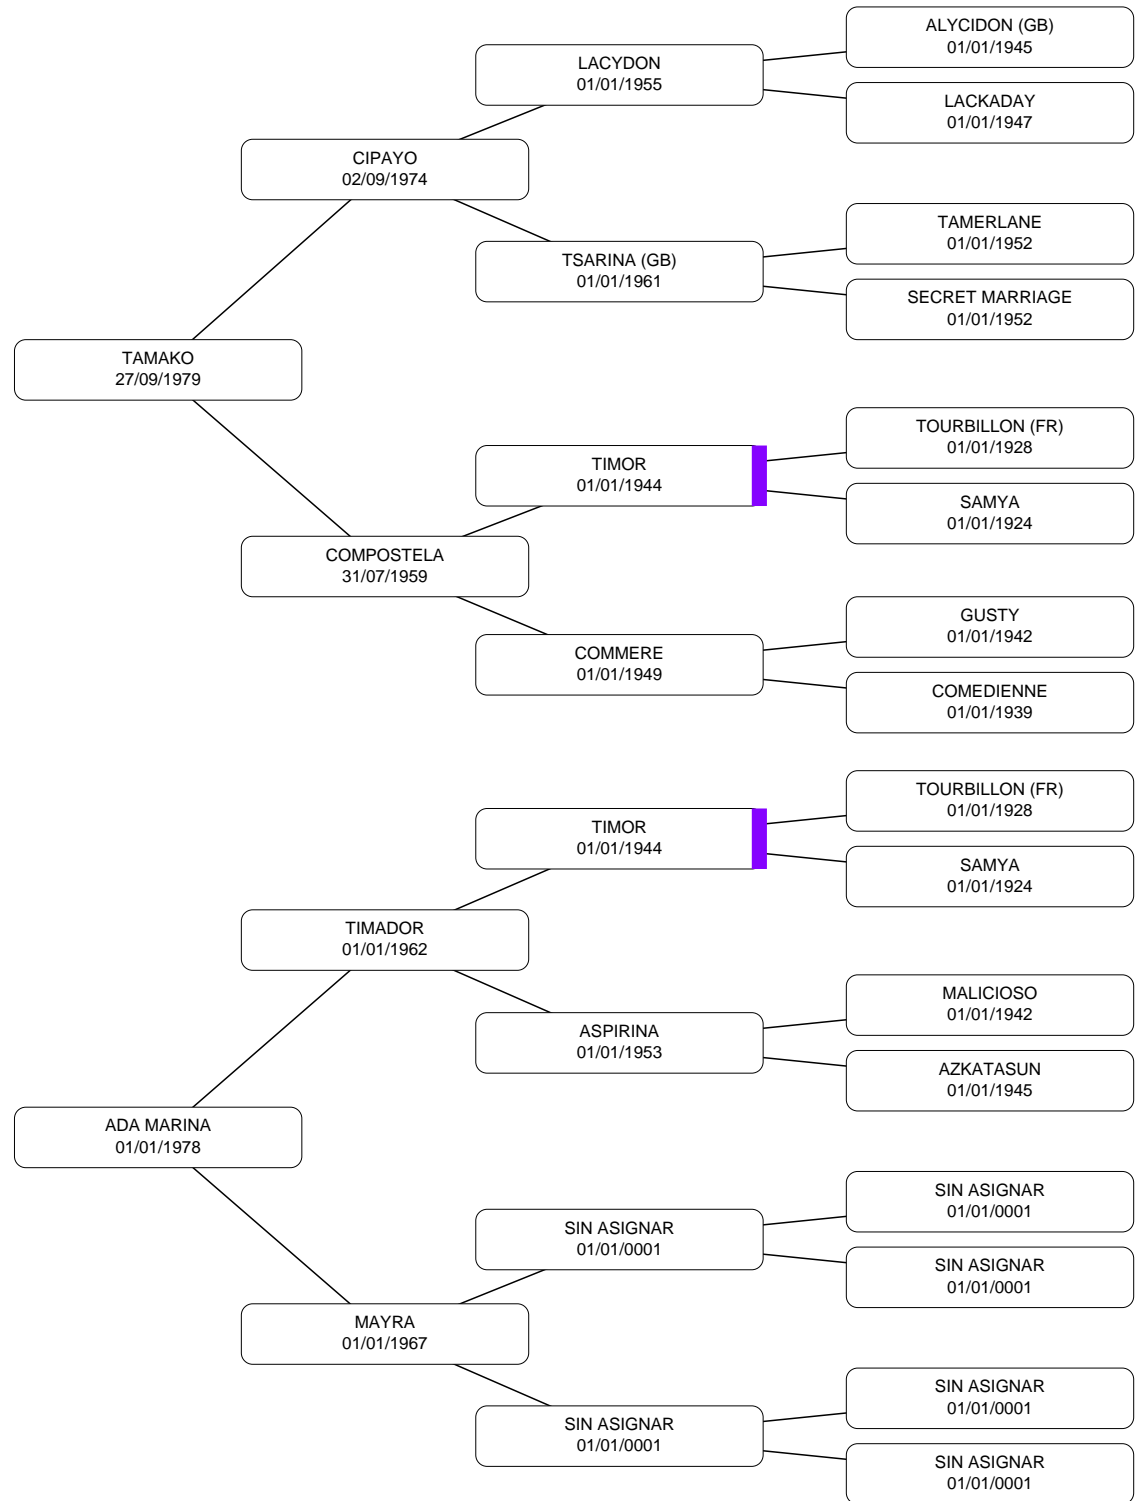 ALYCIDON (GB)
01/01/1945
LACYDON
01/01/1955
LACKADAY
01/01/1947
CIPAYO
02/09/1974
TAMERLANE
01/01/1952
TSARINA (GB)
01/01/1961
SECRET MARRIAGE
01/01/1952
TAMAKO
27/09/1979
TOURBILLON (FR)
01/01/1928
TIMOR
01/01/1944
SAMYA
01/01/1924
COMPOSTELA
31/07/1959
GUSTY
01/01/1942
COMMERE
01/01/1949
COMEDIENNE
01/01/1939
TOURBILLON (FR)
01/01/1928
TIMOR
01/01/1944
SAMYA
01/01/1924
TIMADOR
01/01/1962
MALICIOSO
01/01/1942
ASPIRINA
01/01/1953
AZKATASUN
01/01/1945
ADA MARINA
01/01/1978
SIN ASIGNAR
01/01/0001
SIN ASIGNAR
01/01/0001
SIN ASIGNAR
01/01/0001
MAYRA
01/01/1967
SIN ASIGNAR
01/01/0001
SIN ASIGNAR
01/01/0001
SIN ASIGNAR
01/01/0001